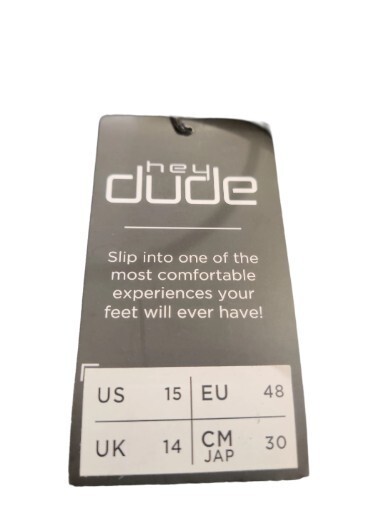 hey
dude
Slip into one of the
most comfortable
experiences your
feet will ever have!
US 15 EU 48
UK 14 CM JAP 30